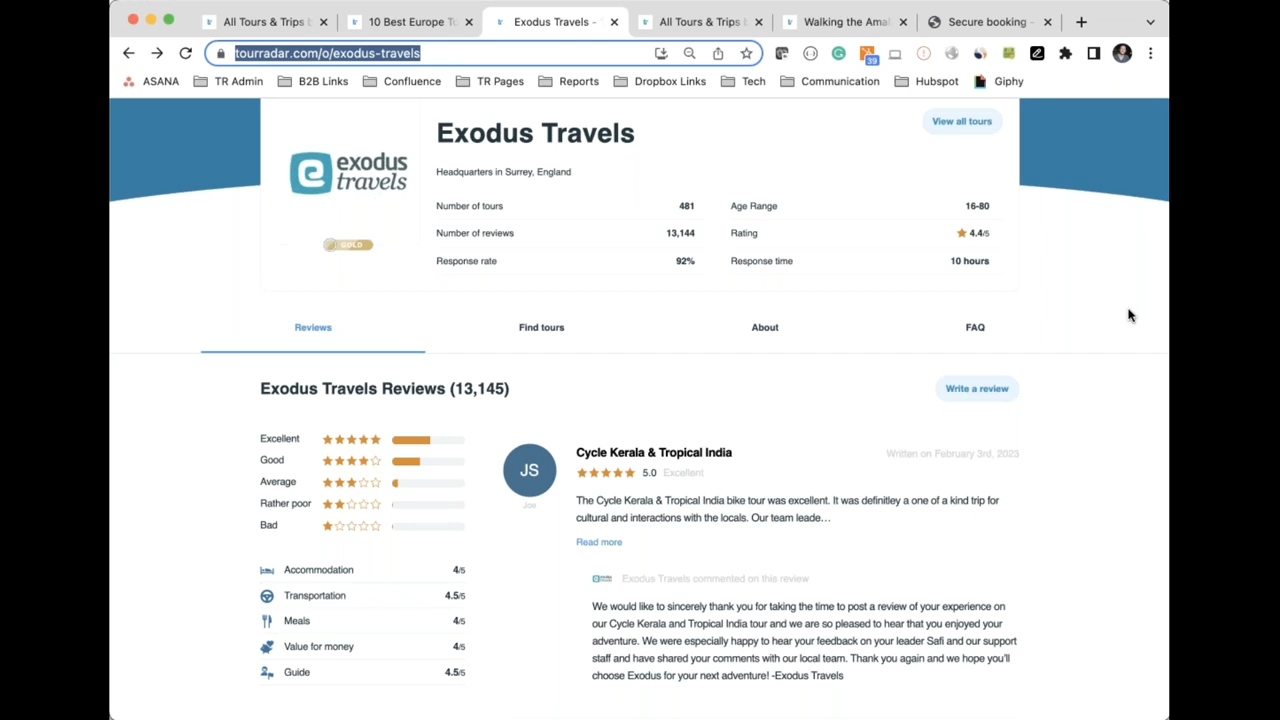 All Tours & Trips b
10 Best Europe To
Exodus Travels -
All Tours & Trips b
Walking the Ama
Secure booking -
tourradar.com/o/exodus-travels
39
ASANA
TR Admin
B2B Links
Confluence
TR Pages
Reports
Dropbox Links
Tech
Communication
Hubspot
Giphy
exodus
travels
GOLD
Exodus Travels
View all tours
Headquarters in Surrey, England
Number of tours 481 Age Range 16-80
Number of reviews 13,144 Rating 4.4/5
Response rate 92% Response time 10 hours
Reviews Find tours About FAQ
Exodus Travels Reviews (13,145)
Write a review
Excellent
Good
Average
Rather poor
Bad
Accommodation 4/5
Transportation 4.5/5
Meals 4/5
Value for money 4/5
Guide 4.5/5
JS
Joe
Cycle Kerala & Tropical India
Written on February 3rd, 2023
5.0 Excellent
The Cycle Kerala & Tropical India bike tour was excellent. It was definitley a one of a kind trip for
cultural and interactions with the locals. Our team leade...
Read more
Exodus Travels commented on this review
We would like to sincerely thank you for taking the time to post a review of your experience on
our Cycle Kerala and Tropical India tour and we are so pleased to hear that you enjoyed your
adventure. We were especially happy to hear your feedback on your leader Safi and our support
staff and have shared your comments with our local team. Thank you again and we hope you'll
choose Exodus for your next adventure! -Exodus Travels